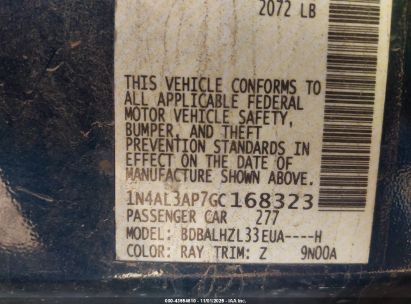 2072 LB
THIS VEHICLE CONFORMS TO
ALL APPLICABLE FEDERAL
MOTOR VEHICLE SAFETY,
BUMPER, AND THEFT
PREVENTION STANDARDS IN
EFFECT ON THE DATE OF
MANUFACTURE SHOWN ABOVE.
1N4AL3AP7GC168323
PASSENGER CAR 277
MODEL: BDBALHZL33EUA----H
COLOR: RAY TRIM: Z 9N00A